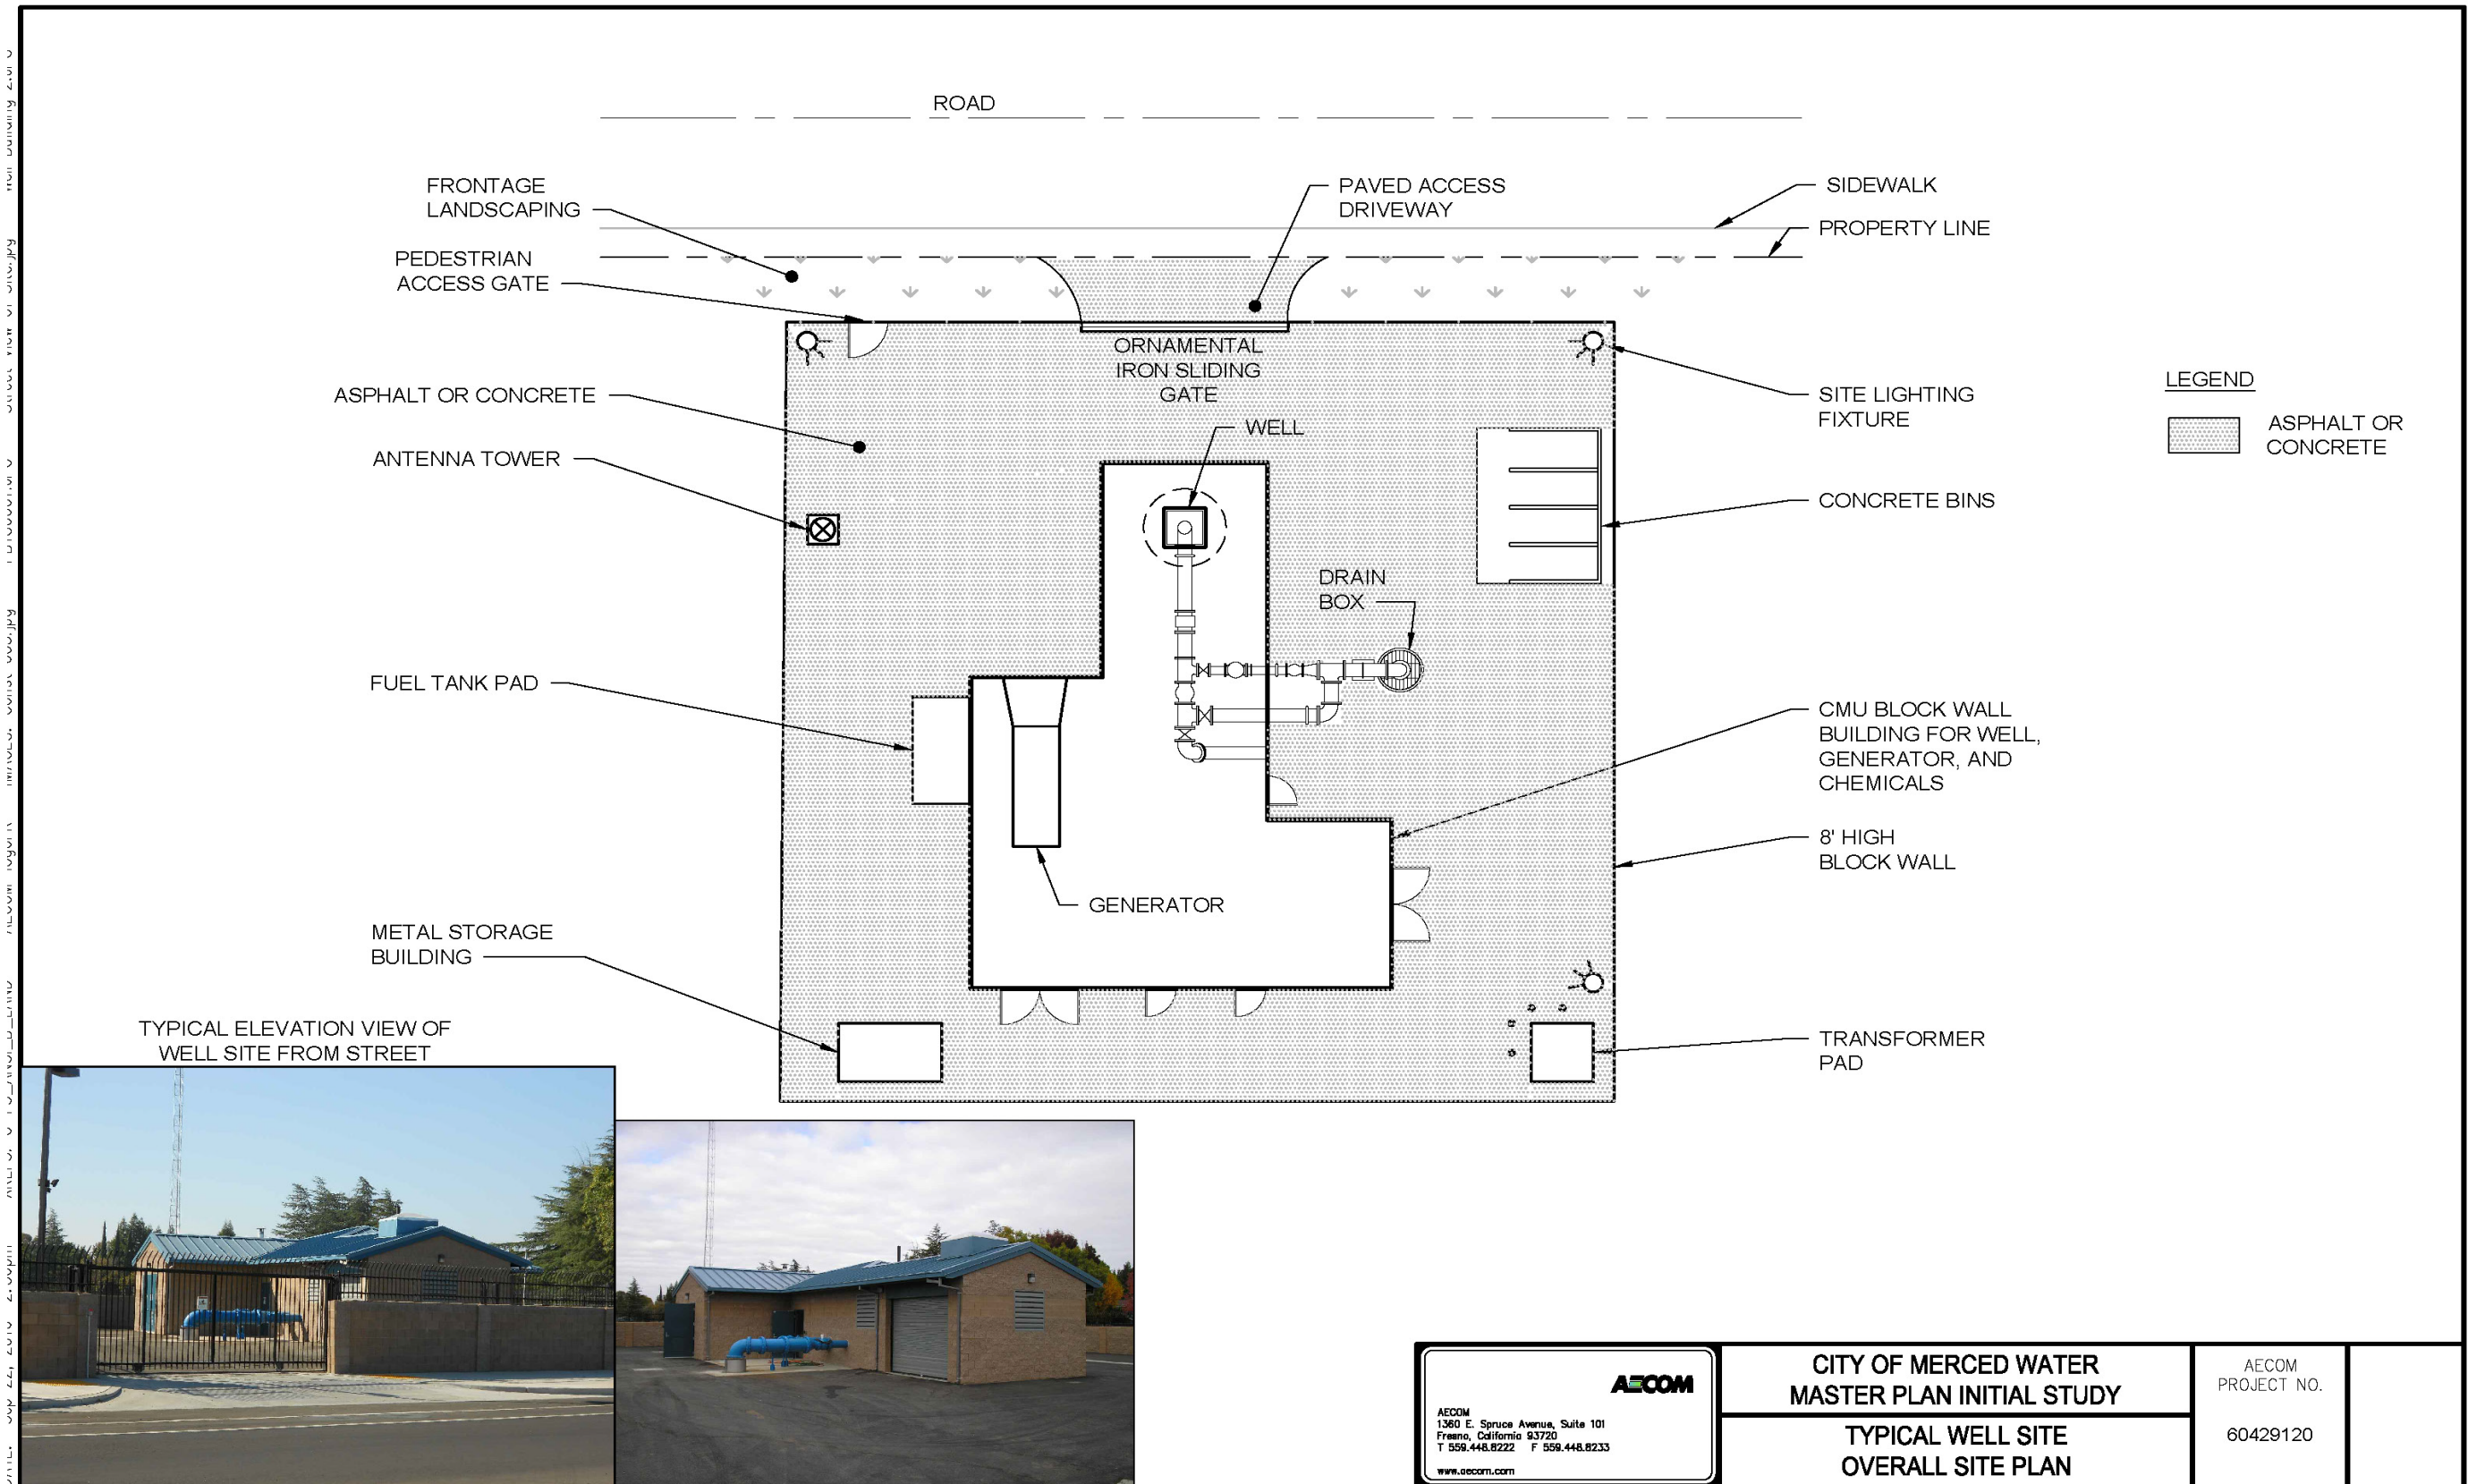 ROAD
FRONTAGE
LANDSCAPING
PAVED ACCESS
DRIVEWAY
SIDEWALK
PROPERTY LINE
PEDESTRIAN
ACCESS GATE
ORNAMENTAL
IRON SLIDING
GATE
ASPHALT OR CONCRETE
SITE LIGHTING
FIXTURE
LEGEND
ASPHALT OR
CONCRETE
WELL
ANTENNA TOWER
CONCRETE BINS
DRAIN
BOX
FUEL TANK PAD
CMU BLOCK WALL
BUILDING FOR WELL,
GENERATOR, AND
CHEMICALS
8' HIGH
BLOCK WALL
GENERATOR
METAL STORAGE
BUILDING
TRANSFORMER
PAD
TYPICAL ELEVATION VIEW OF
WELL SITE FROM STREET
AECOM
AECOM
1360 E. Spruce Avenue, Suite 101
Fresno, California 93720
T 559.448.8222 F 559.448.8233
www.aecom.com
CITY OF MERCED WATER
MASTER PLAN INITIAL STUDY
TYPICAL WELL SITE
OVERALL SITE PLAN
AECOM
PROJECT NO.
60429120